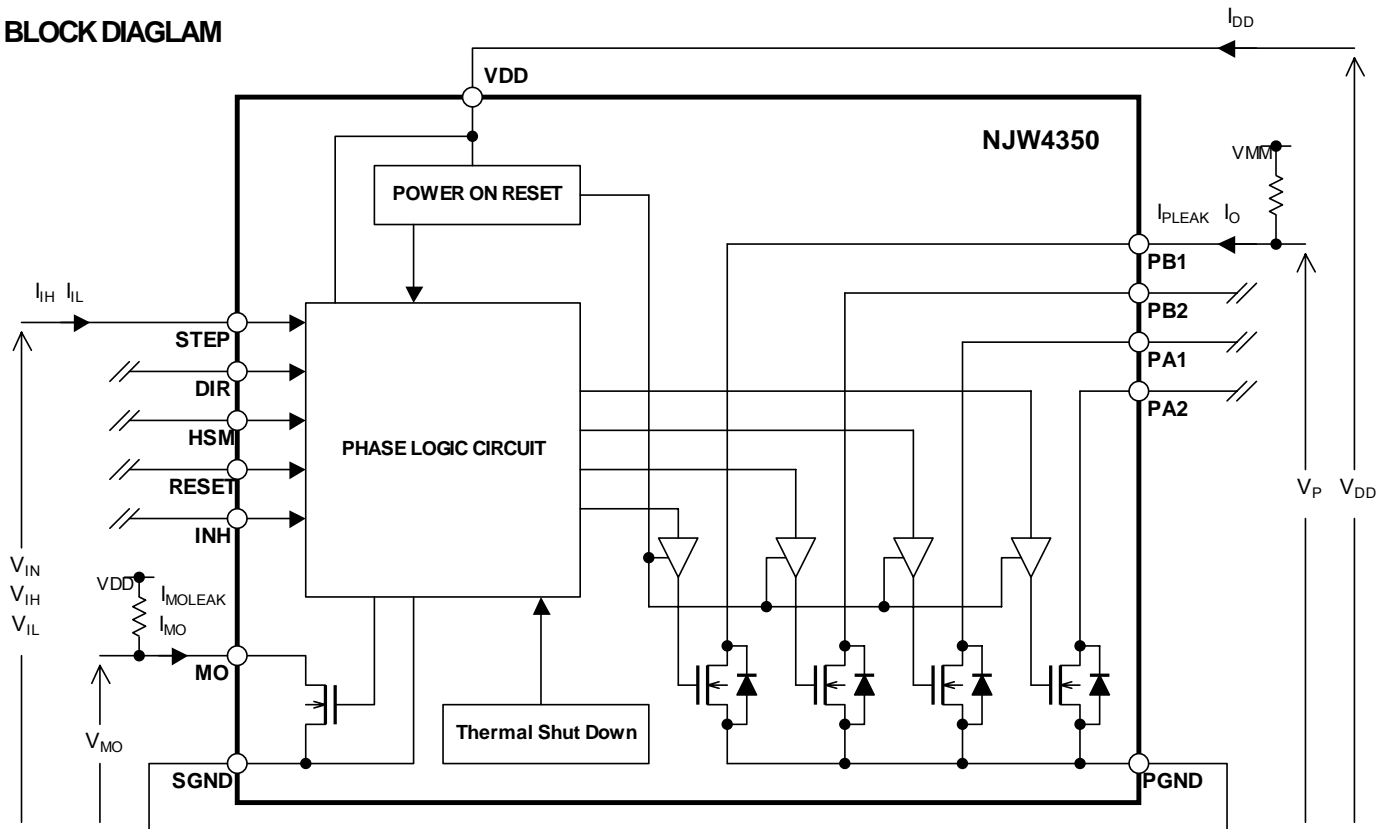 BLOCK DIAGLAM
IDD
VDD
NJW4350
VMM
POWER ON RESET
IPLEAK IO
PB1
IIH IIL
PB2
STEP
PA1
DIR
PA2
HSM
PHASE LOGIC CIRCUIT
RESET
VP
VDD
INH
VIN
VDD
IMOLEAK
VIH
IMO
VIL
MO
Thermal Shut Down
VMO
SGND
PGND